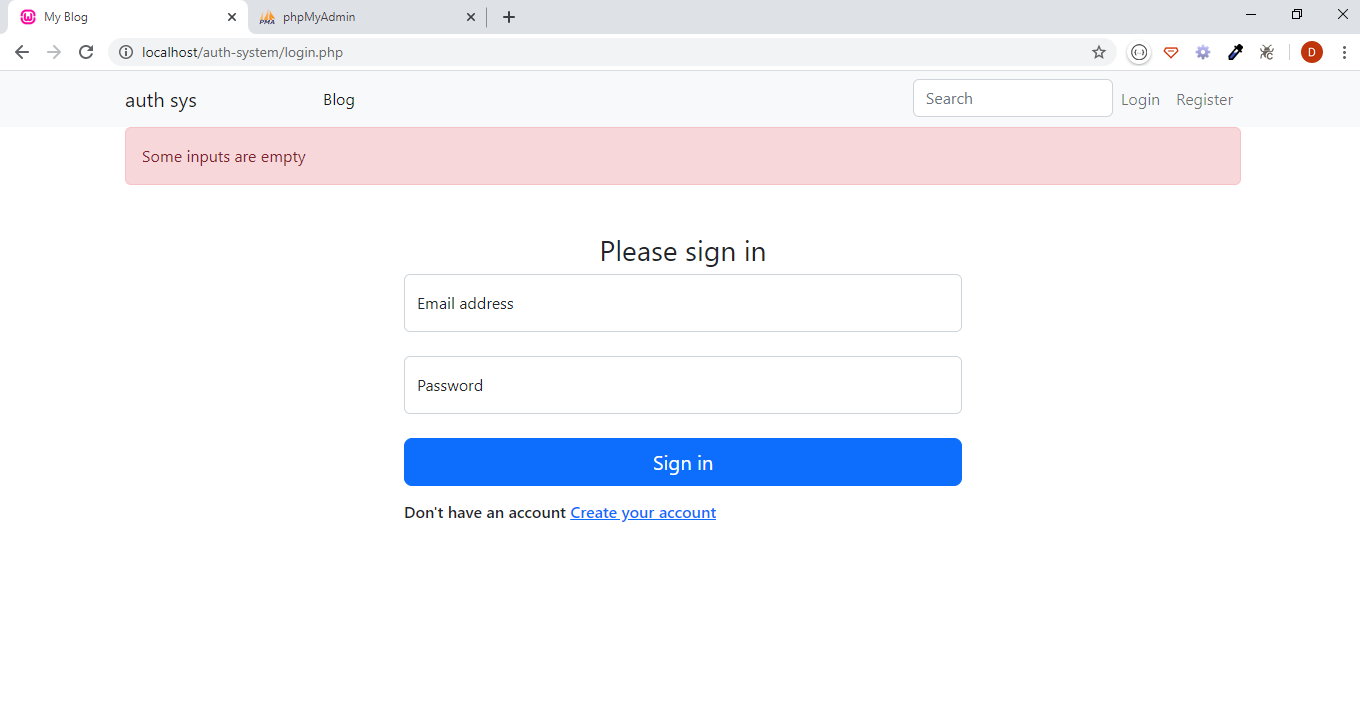 My Blog
phpMyAdmin
localhost/auth-system/login.php
D
auth sys
Blog
Search
Login
Register
Some inputs are empty
Please sign in
Email address
Password
Sign in
Don't have an account Create your account